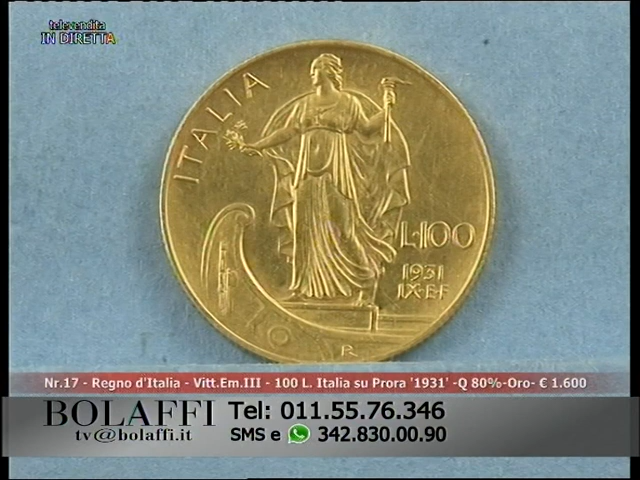 televendita
IN DIRETTA
ITALIA
L.100
1931
IX·E·F
R
Nr.17 - Regno d'Italia - Vitt.Em.III - 100 L. Italia su Prora '1931' -Q 80%-Oro- € 1.600
BOLAFFI
tv@bolaffi.it
Tel: 011.55.76.346
SMS e 342.830.00.90